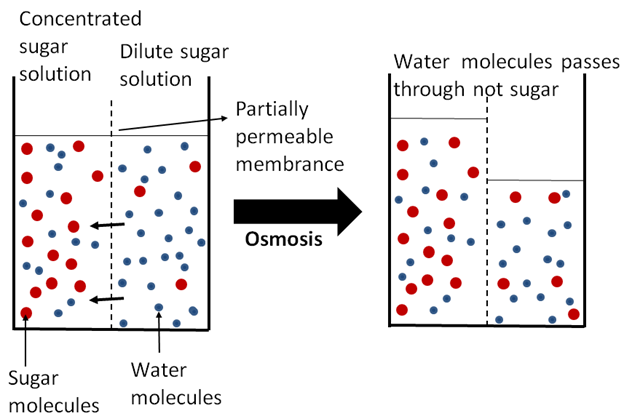 Concentrated
sugar
solution
Dilute sugar
solution
Partially
permeable
membrance
Osmosis
Water molecules passes
through not sugar
Sugar
molecules
Water
molecules